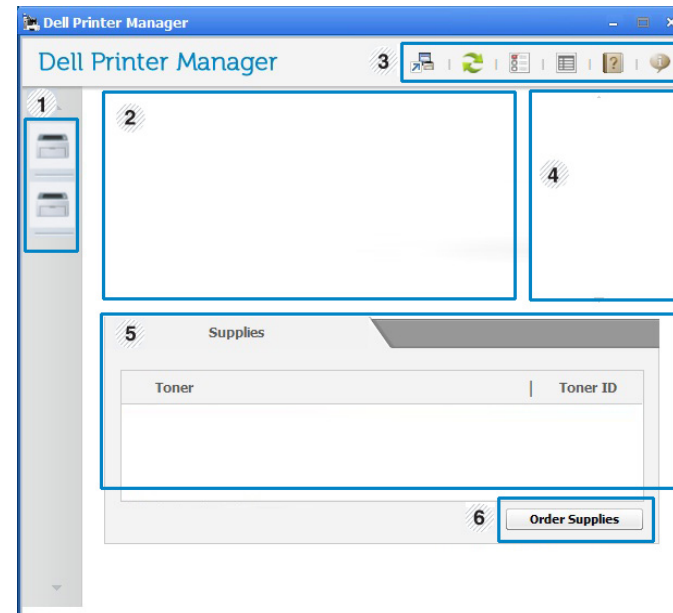 Dell Printer Manager
Dell Printer Manager
3
1
2
4
5
Supplies
Toner
Toner ID
6
Order Supplies